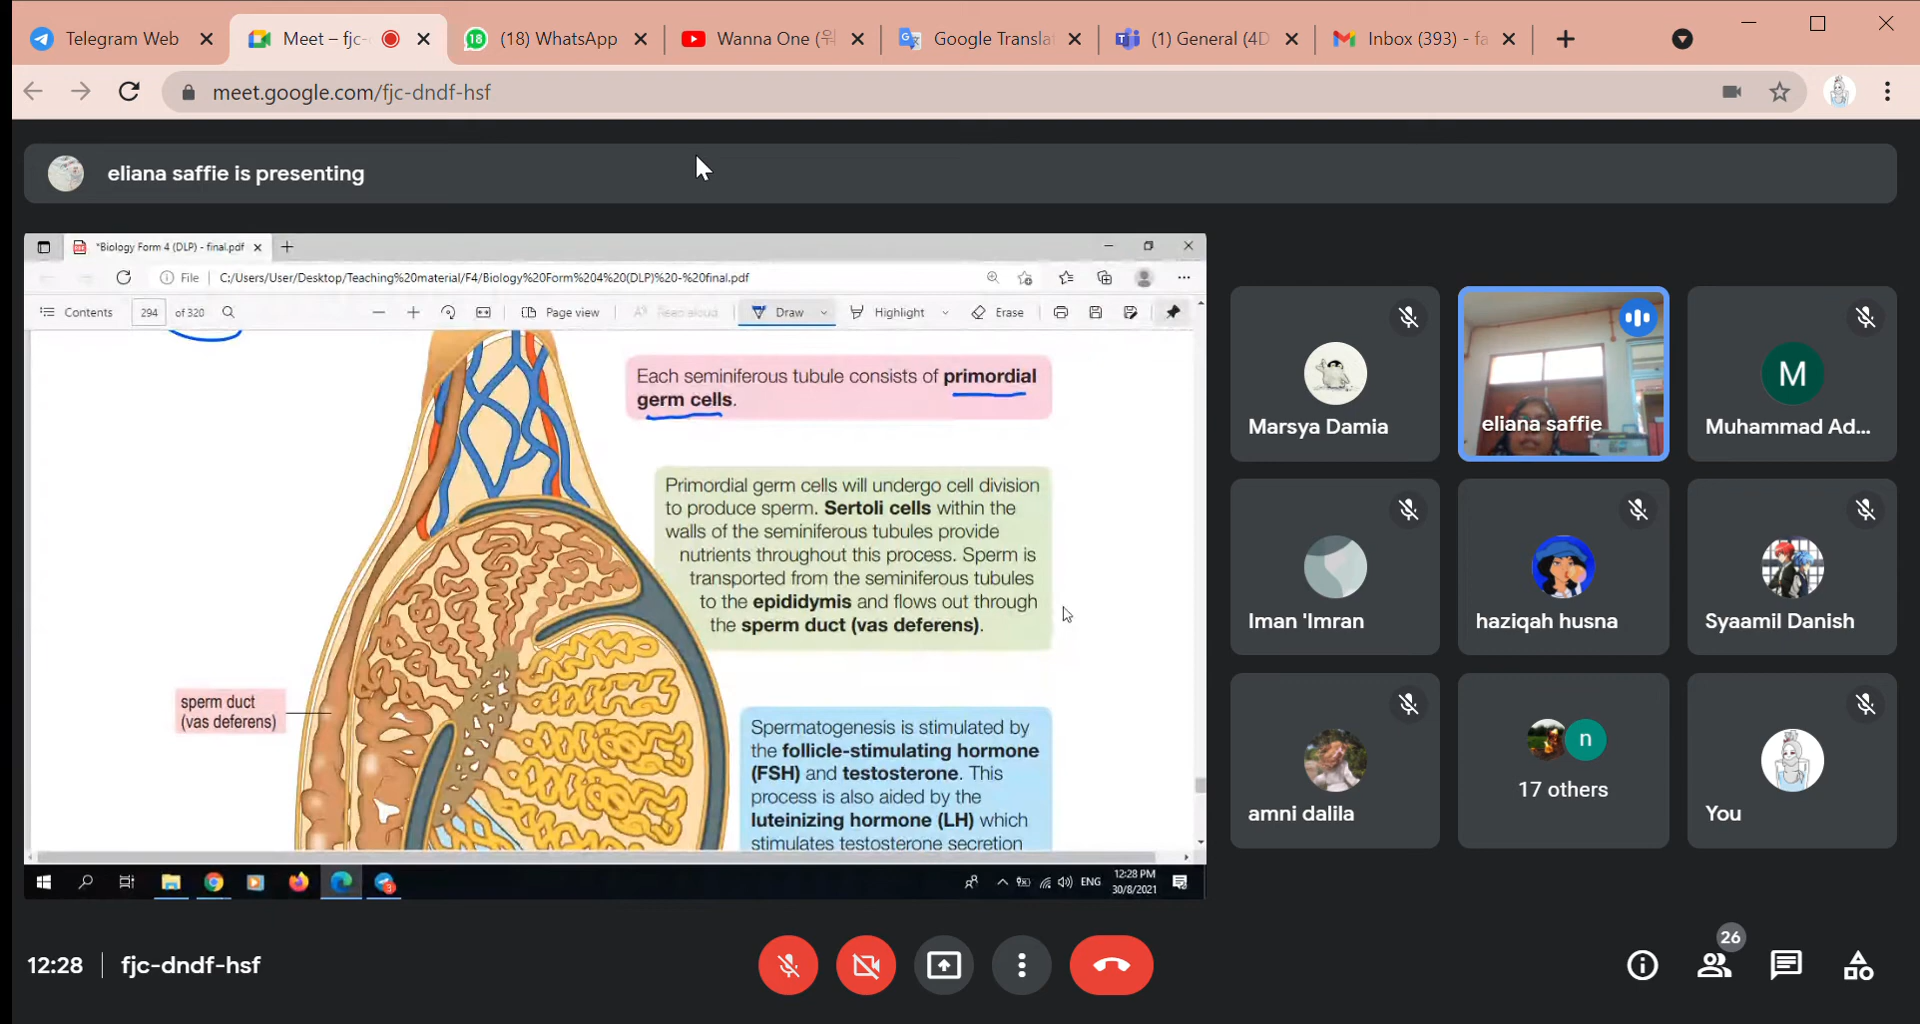 Telegram Web
Meet – fjc-
(18) WhatsApp
Wanna One (워
Google Translat
(1) General (4D
Inbox (393) - fa
meet.google.com/fjc-dndf-hsf
eliana saffie is presenting
*Biology Form 4 (DLP) - final.pdf
File
C:/Users/User/Desktop/Teaching%20material/F4/Biology%20Form%204%20(DLP)%20-%20final.pdf
Contents
294
of 320
Page view
Read aloud
Draw
Highlight
Erase
Each seminiferous tubule consists of primordial
germ cells.
Primordial germ cells will undergo cell division
to produce sperm. Sertoli cells within the
walls of the seminiferous tubules provide
nutrients throughout this process. Sperm is
transported from the seminiferous tubules
to the epididymis and flows out through
the sperm duct (vas deferens).
sperm duct
(vas deferens)
Spermatogenesis is stimulated by
the follicle-stimulating hormone
(FSH) and testosterone. This
process is also aided by the
luteinizing hormone (LH) which
stimulates testosterone secretion
3
ENG
12:28 PM
30/8/2021
Marsya Damia
eliana saffie
M
Muhammad Ad...
Iman 'Imran
haziqah husna
Syaamil Danish
amni dalila
n
17 others
You
12:28
fjc-dndf-hsf
26